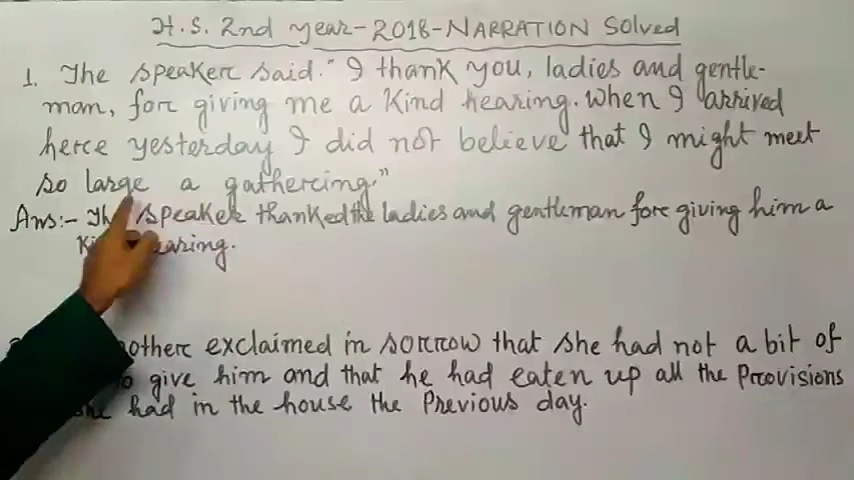 H.S. 2nd year-2018-NARRATION Solved
1. The speaker said." I thank you, ladies and gentle-
man, for giving me a kind hearing. When I arrived
here yesterday I did not believe that I might meet
so large a gathering."
Ans:- speaker thanked the ladies and gentleman for giving him a
hearing.
exclaimed in sorrow that she had not a bit of
give him and that he had eaten up all the Provisions
had in the house the Previous day.